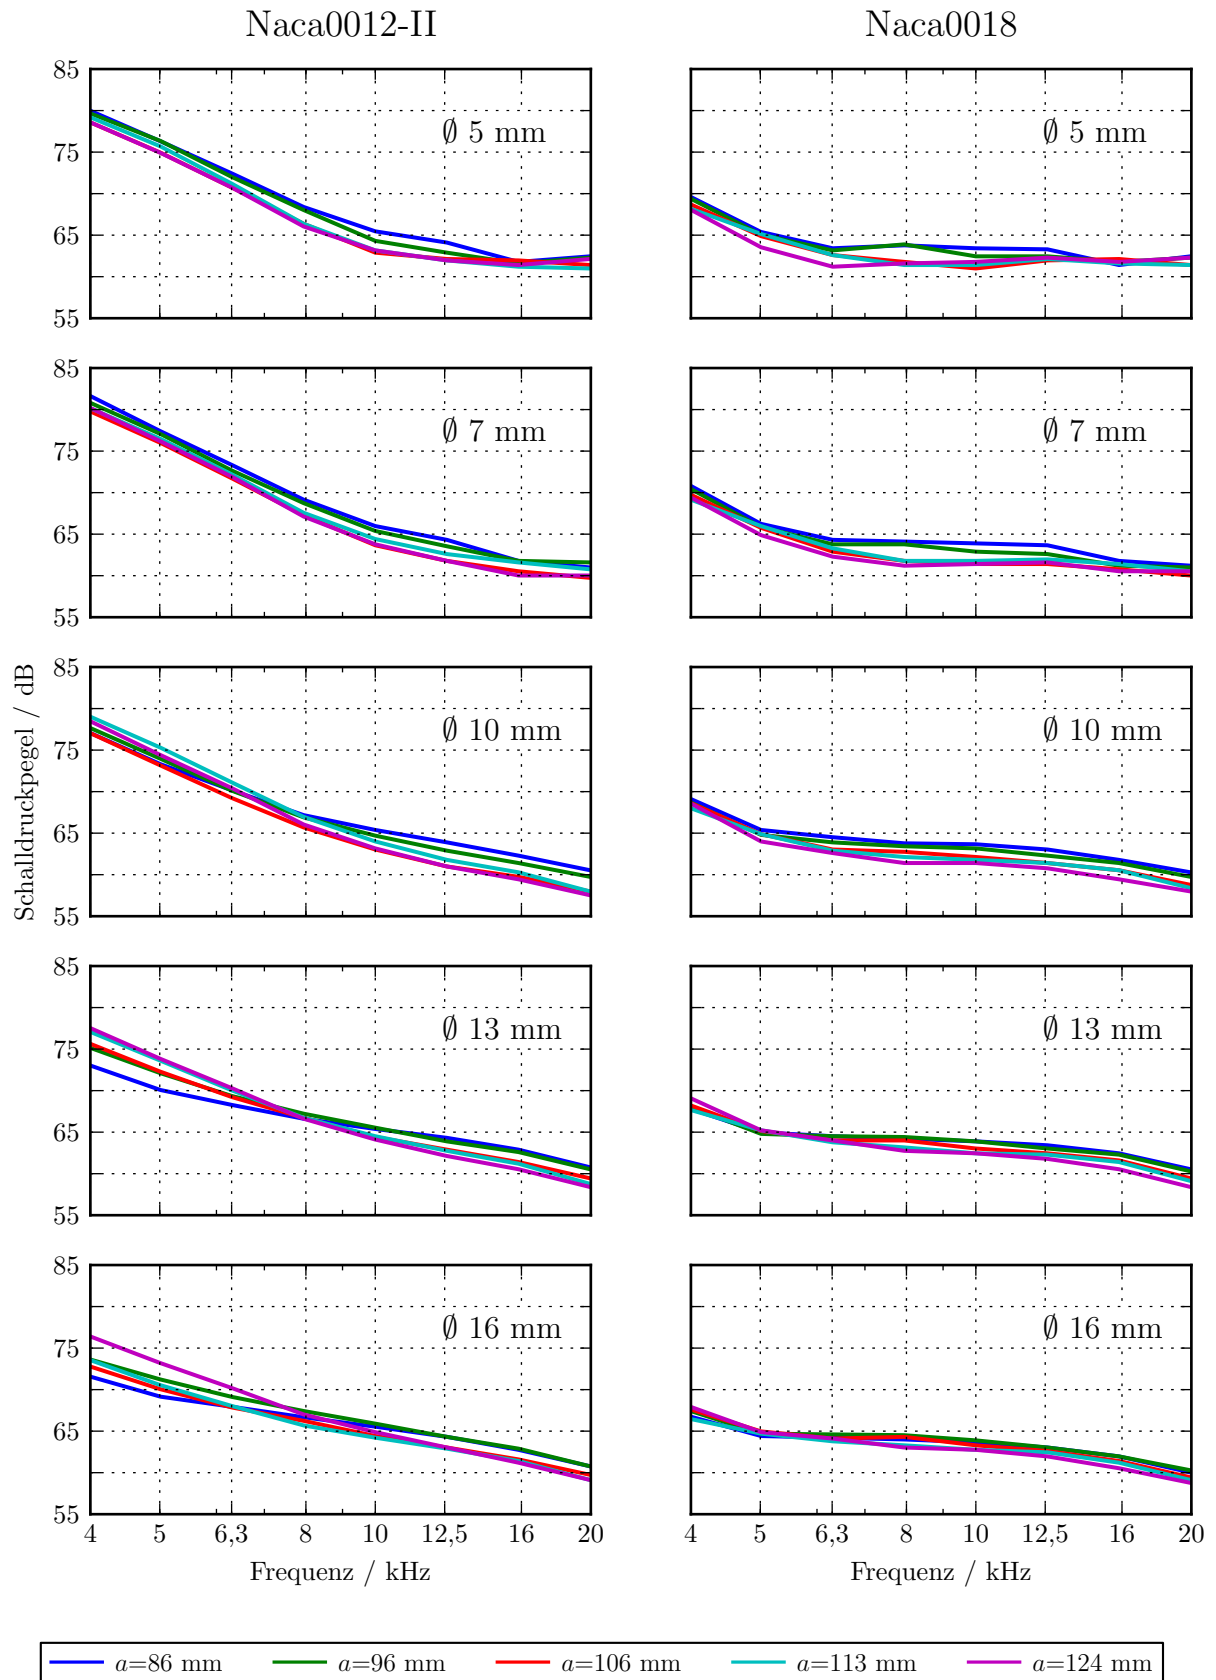 Naca0012-II
Naca0018
85
75
65
55
∅ 5 mm
∅ 5 mm
85
75
65
55
∅ 7 mm
∅ 7 mm
Schalldruckpegel / dB
85
75
65
55
∅ 10 mm
∅ 10 mm
85
75
65
55
∅ 13 mm
∅ 13 mm
85
75
65
55
∅ 16 mm
∅ 16 mm
4 5 6,3 8 10 12,5 16 20
4 5 6,3 8 10 12,5 16 20
Frequenz / kHz
Frequenz / kHz
a=86 mm a=96 mm a=106 mm a=113 mm a=124 mm